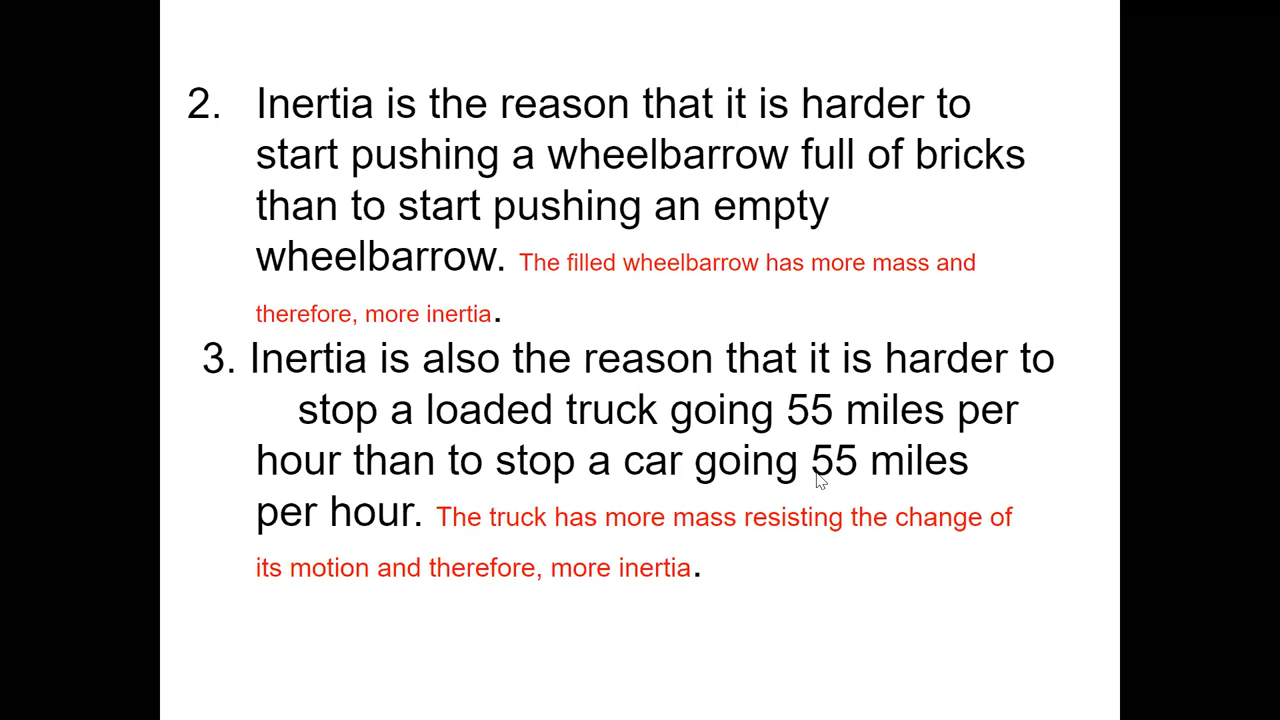 2. Inertia is the reason that it is harder to
start pushing a wheelbarrow full of bricks
than to start pushing an empty
wheelbarrow. The filled wheelbarrow has more mass and
therefore, more inertia.
3. Inertia is also the reason that it is harder to
stop a loaded truck going 55 miles per
hour than to stop a car going 55 miles
per hour. The truck has more mass resisting the change of
its motion and therefore, more inertia.